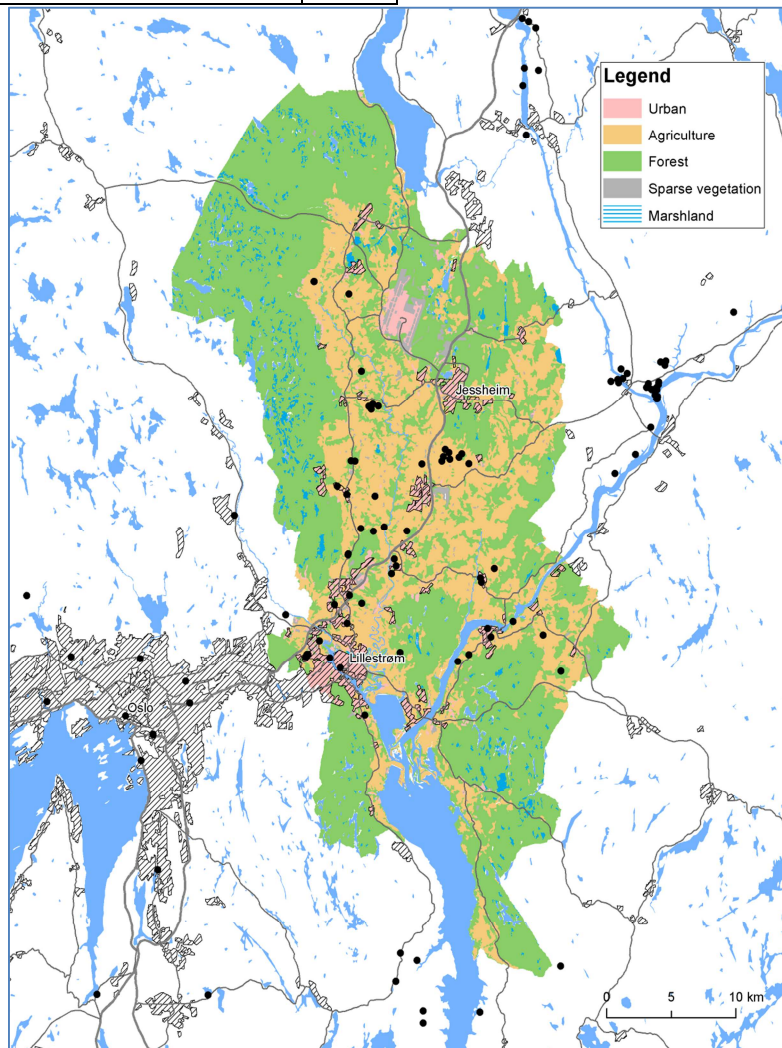 Legend
Urban
Agriculture
Forest
Sparse vegetation
Marshland
Jessheim
Lillestrøm
Oslo
0 5 10 km